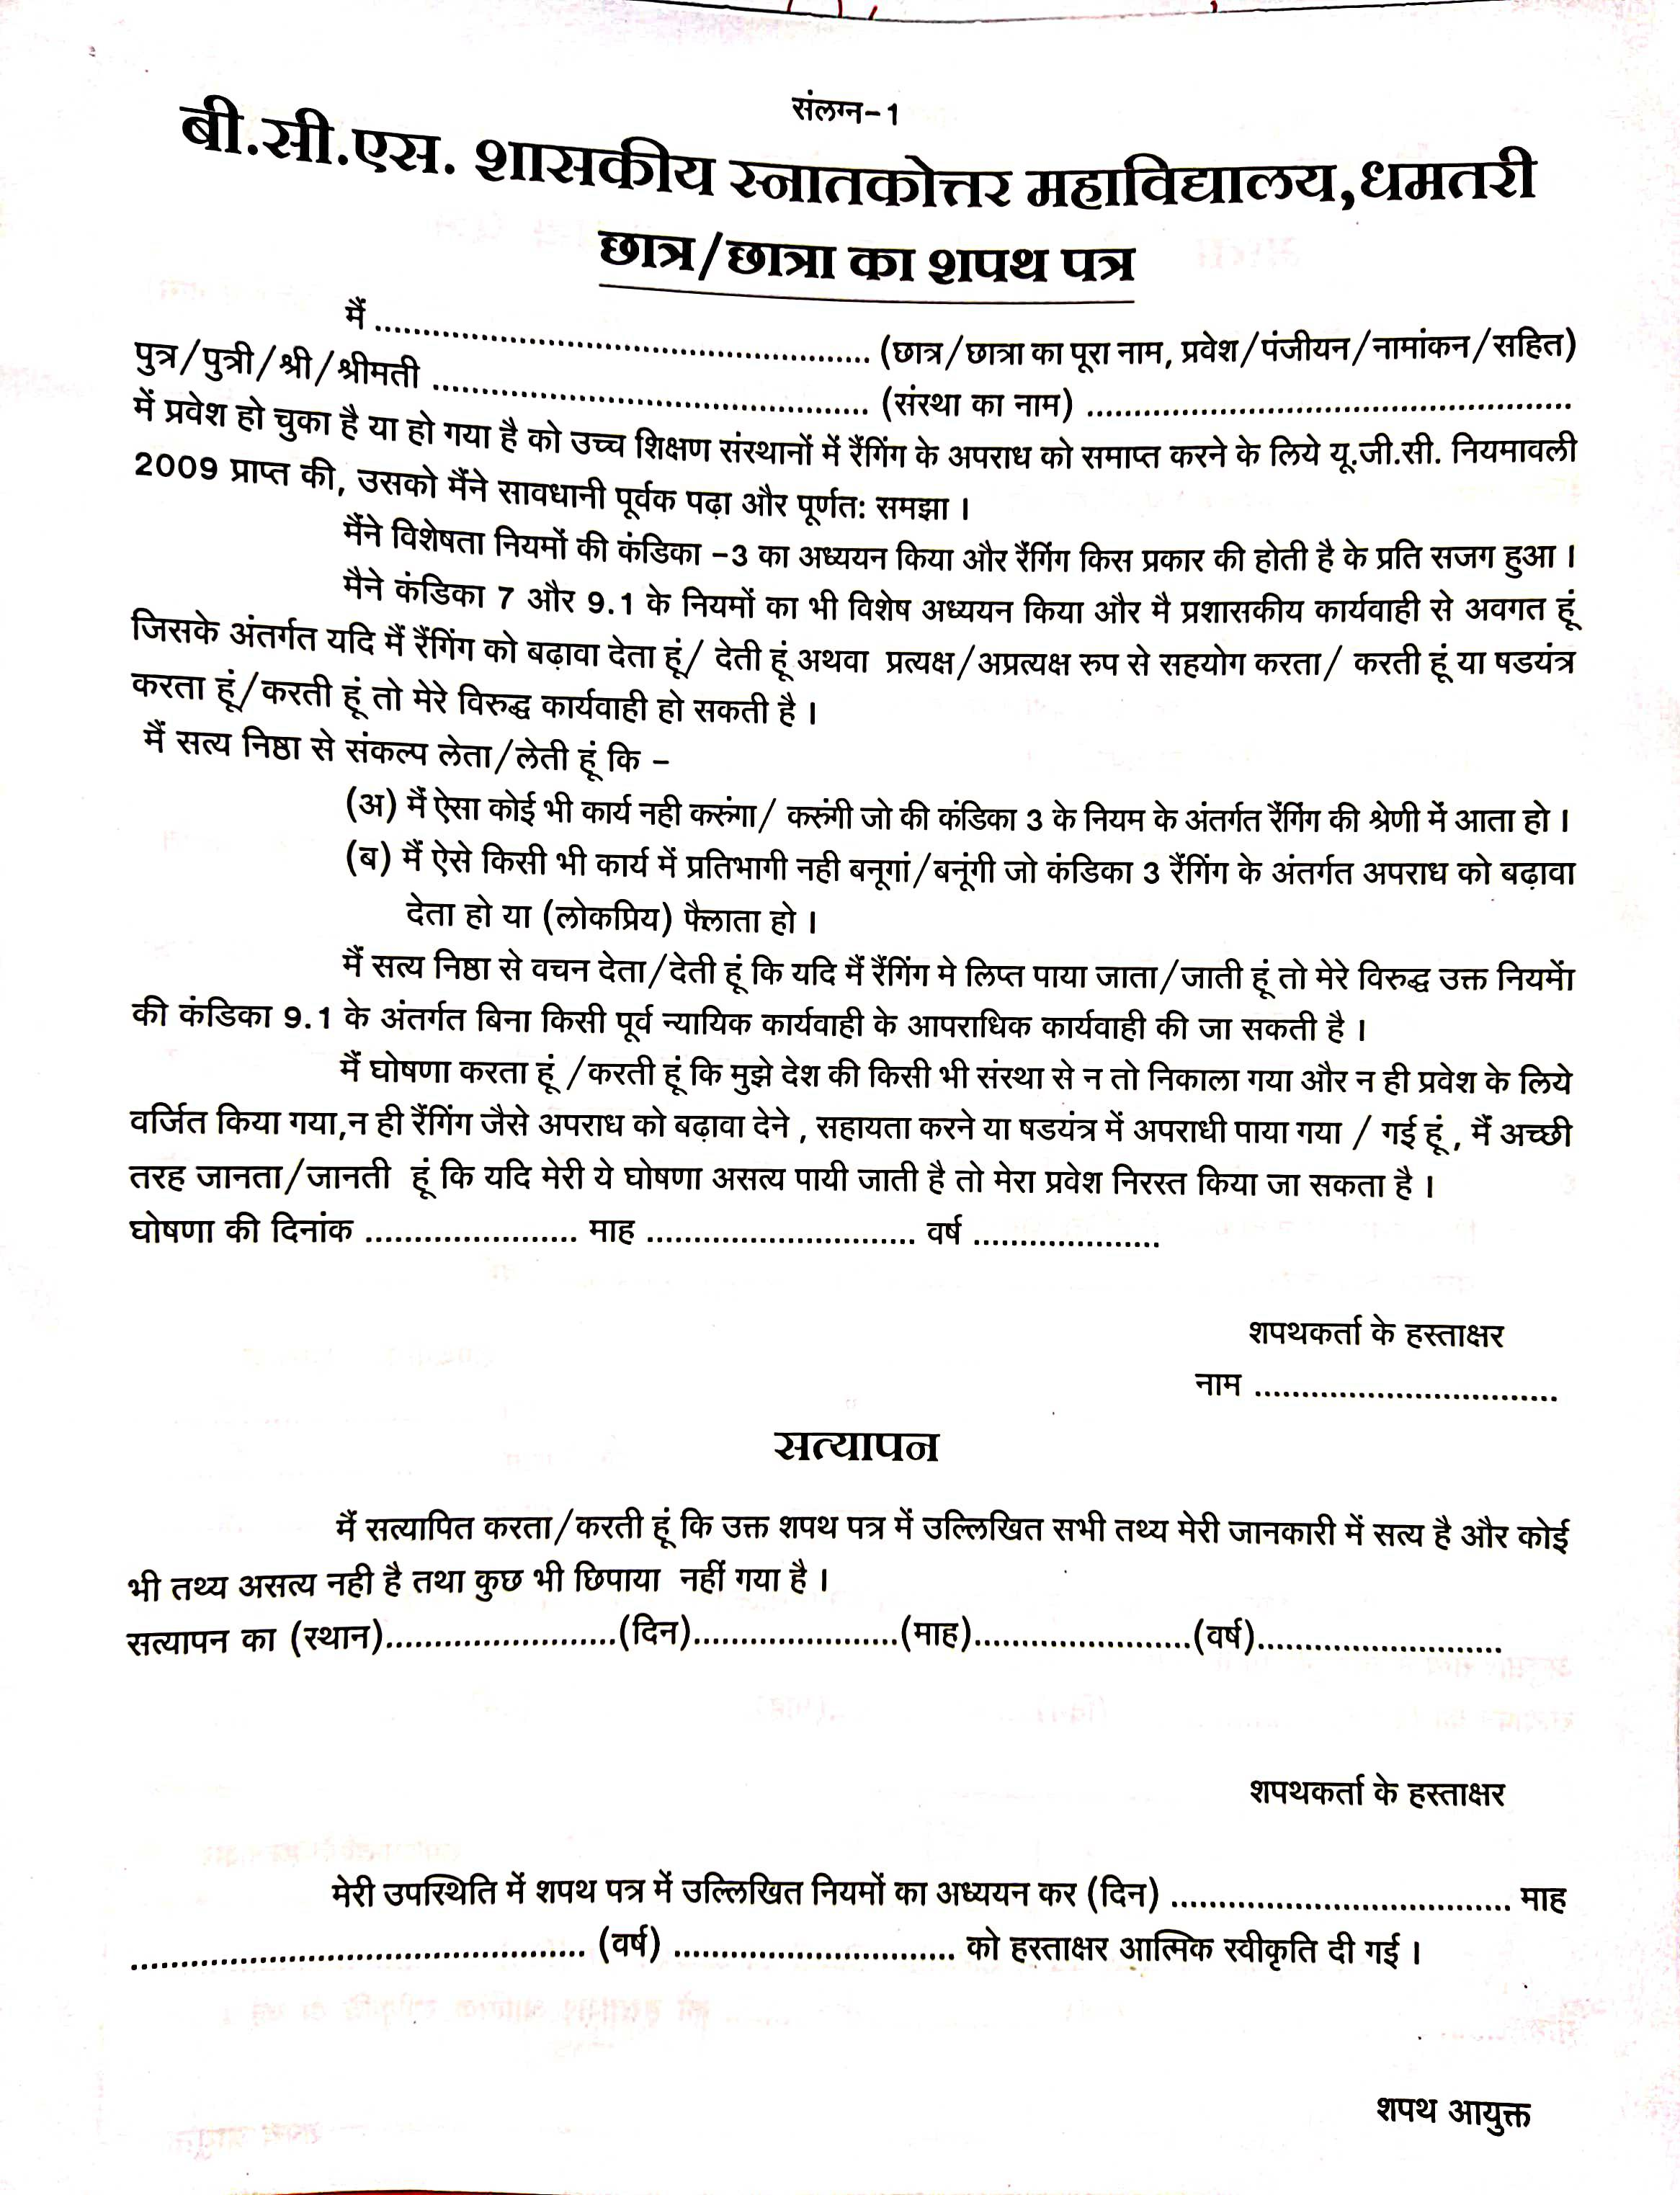 संलग्न-1
बी.सी.एस. शासकीय स्नातकोत्तर महाविद्यालय,धमतरी
छात्र/छात्रा का शपथ पत्र
मैं .................................................. (छात्र/छात्रा का पूरा नाम, प्रवेश/पंजीयन/नामांकन/सहित)
पुत्र/पुत्री/श्री/श्रीमती ............................................ (संस्था का नाम) ................................................
में प्रवेश हो चुका है या हो गया है को उच्च शिक्षण संस्थानों में रैंगिंग के अपराध को समाप्त करने के लिये यू.जी.सी. नियमावली
2009 प्राप्त की, उसको मैंने सावधानी पूर्वक पढ़ा और पूर्णतः समझा ।
मैंने विशेषता नियमों की कंडिका -3 का अध्ययन किया और रैंगिंग किस प्रकार की होती है के प्रति सजग हुआ ।
मैने कंडिका 7 और 9.1 के नियमों का भी विशेष अध्ययन किया और मै प्रशासकीय कार्यवाही से अवगत हूं
जिसके अंतर्गत यदि मैं रैंगिंग को बढ़ावा देता हूं/ देती हूं अथवा प्रत्यक्ष/अप्रत्यक्ष रुप से सहयोग करता/ करती हूं या षडयंत्र
करता हूं/करती हूं तो मेरे विरुद्ध कार्यवाही हो सकती है ।
मैं सत्य निष्ठा से संकल्प लेता/लेती हूं कि -
(अ) मैं ऐसा कोई भी कार्य नही करुंगा/ करुंगी जो की कंडिका 3 के नियम के अंतर्गत रैंगिंग की श्रेणी में आता हो ।
(ब) मैं ऐसे किसी भी कार्य में प्रतिभागी नही बनूगां/बनूंगी जो कंडिका 3 रैंगिंग के अंतर्गत अपराध को बढ़ावा
देता हो या (लोकप्रिय) फैलाता हो ।
मैं सत्य निष्ठा से वचन देता/देती हूं कि यदि मैं रैंगिंग मे लिप्त पाया जाता/जाती हूं तो मेरे विरुद्ध उक्त नियमों
की कंडिका 9.1 के अंतर्गत बिना किसी पूर्व न्यायिक कार्यवाही के आपराधिक कार्यवाही की जा सकती है ।
मैं घोषणा करता हूं /करती हूं कि मुझे देश की किसी भी संस्था से न तो निकाला गया और न ही प्रवेश के लिये
वर्जित किया गया,न ही रैंगिंग जैसे अपराध को बढ़ावा देने , सहायता करने या षडयंत्र में अपराधी पाया गया / गई हूं , मैं अच्छी
तरह जानता/जानती हूं कि यदि मेरी ये घोषणा असत्य पायी जाती है तो मेरा प्रवेश निररस्त किया जा सकता है ।
घोषणा की दिनांक ...................... माह ............................ वर्ष ...................
शपथकर्ता के हस्ताक्षर
नाम ...............................
सत्यापन
मैं सत्यापित करता/करती हूं कि उक्त शपथ पत्र में उल्लिखित सभी तथ्य मेरी जानकारी में सत्य है और कोई
भी तथ्य असत्य नही है तथा कुछ भी छिपाया नहीं गया है ।
सत्यापन का (स्थान)........................(दिन).....................(माह)......................(वर्ष).........................
शपथकर्ता के हस्ताक्षर
मेरी उपस्थिति में शपथ पत्र में उल्लिखित नियमों का अध्ययन कर (दिन) ................................... माह
............................................... (वर्ष) ............................. को हस्ताक्षर आत्मिक स्वीकृति दी गई ।
शपथ आयुक्त